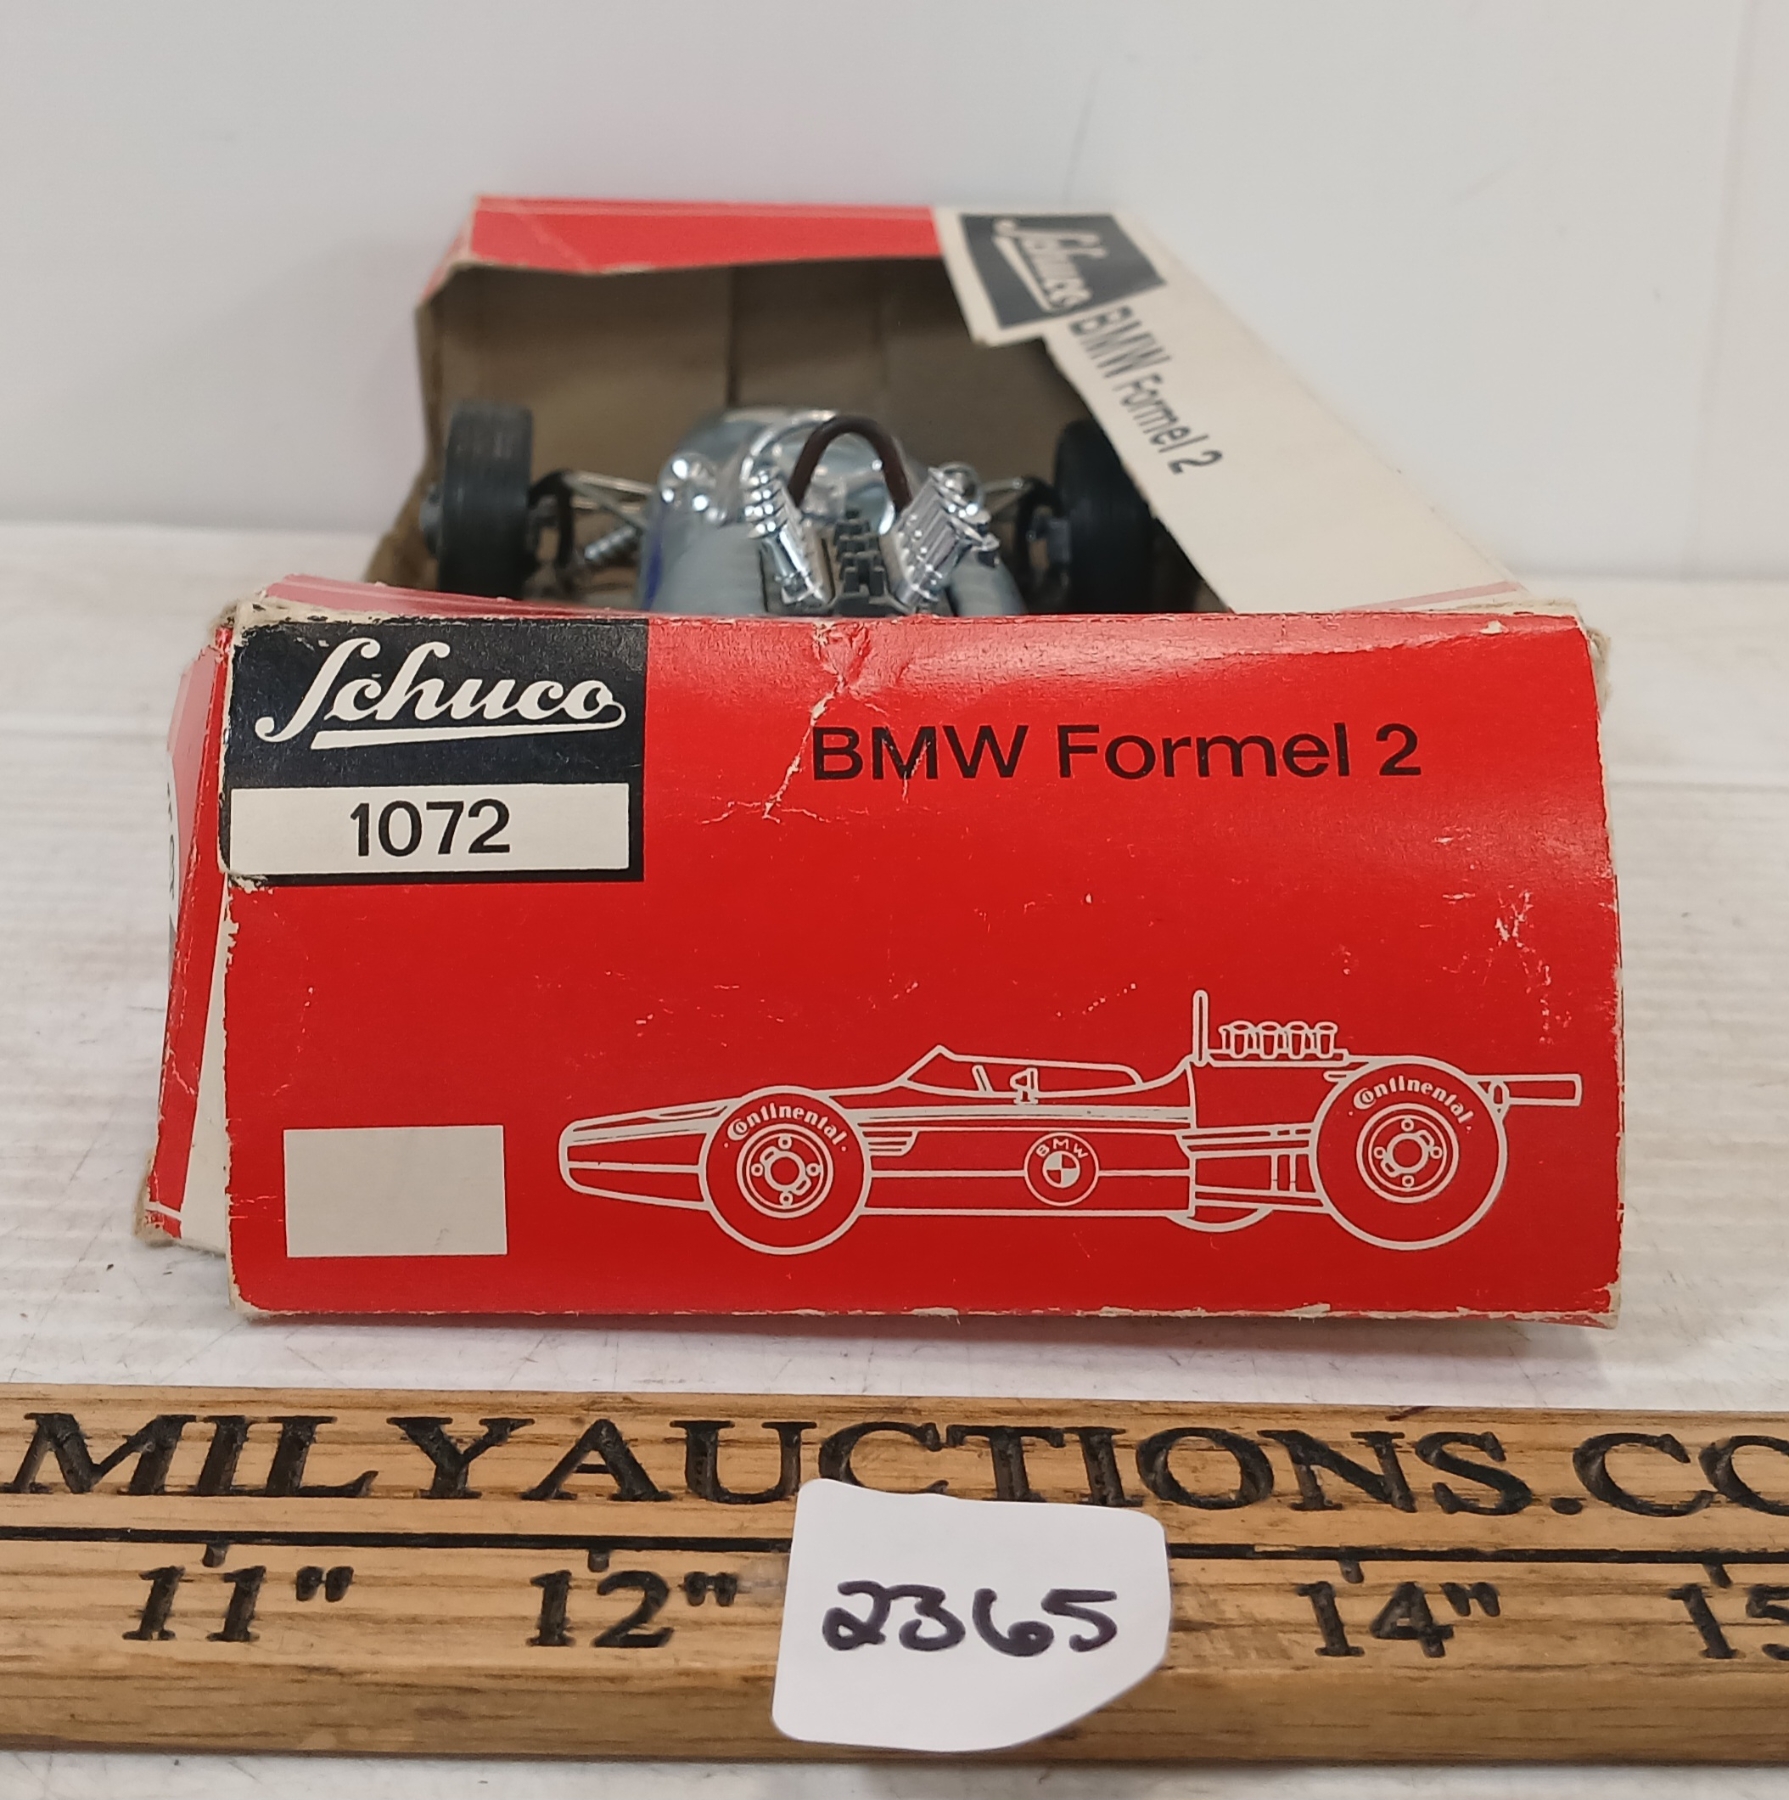 Schuco
BMW Formel 2
Schuco
1072
BMW Formel 2
1
Continental
BMW
Continental
MILYAUCTIONS.CO
11" 12" 14" 15
2365